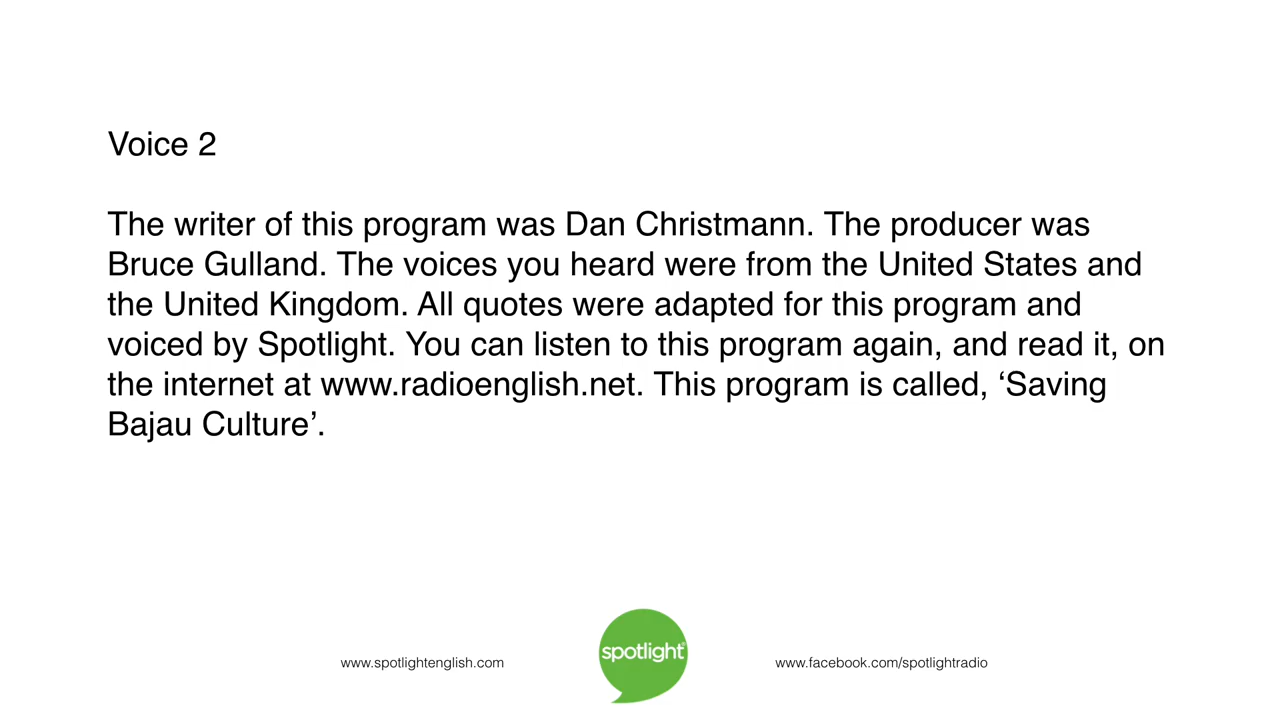 Voice 2
The writer of this program was Dan Christmann. The producer was
Bruce Gulland. The voices you heard were from the United States and
the United Kingdom. All quotes were adapted for this program and
voiced by Spotlight. You can listen to this program again, and read it, on
the internet at www.radioenglish.net. This program is called, ‘Saving
Bajau Culture’.
www.spotlightenglish.com
spotlight®
www.facebook.com/spotlightradio